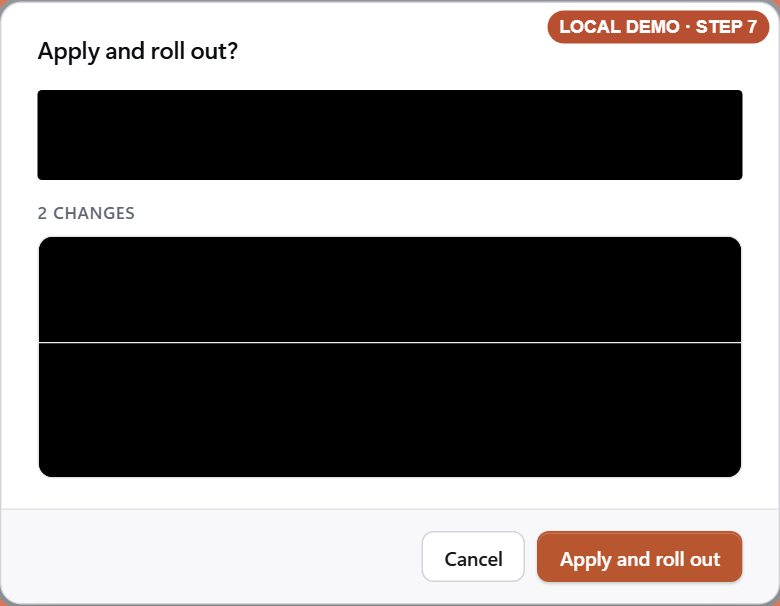 LOCAL DEMO · STEP 7
Apply and roll out?
2 CHANGES
Cancel
Apply and roll out